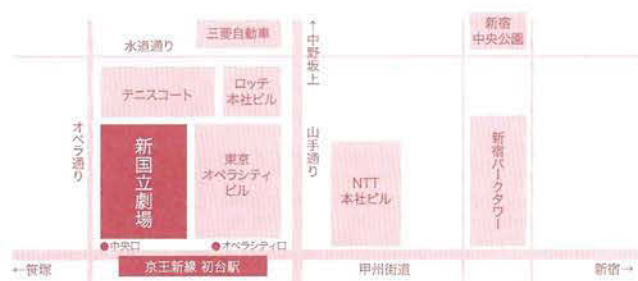 三菱自動車
新宿
中央公園
水道通り
←中野坂上
テニスコート
ロッテ
本社ビル
オペラ通り
新国立劇場
東京
オペラシティ
ビル
山手通り
NTT
本社ビル
新宿パークタワー
●中央口
●オペラシティ口
←笹塚
京王新線 初台駅
甲州街道
新宿→